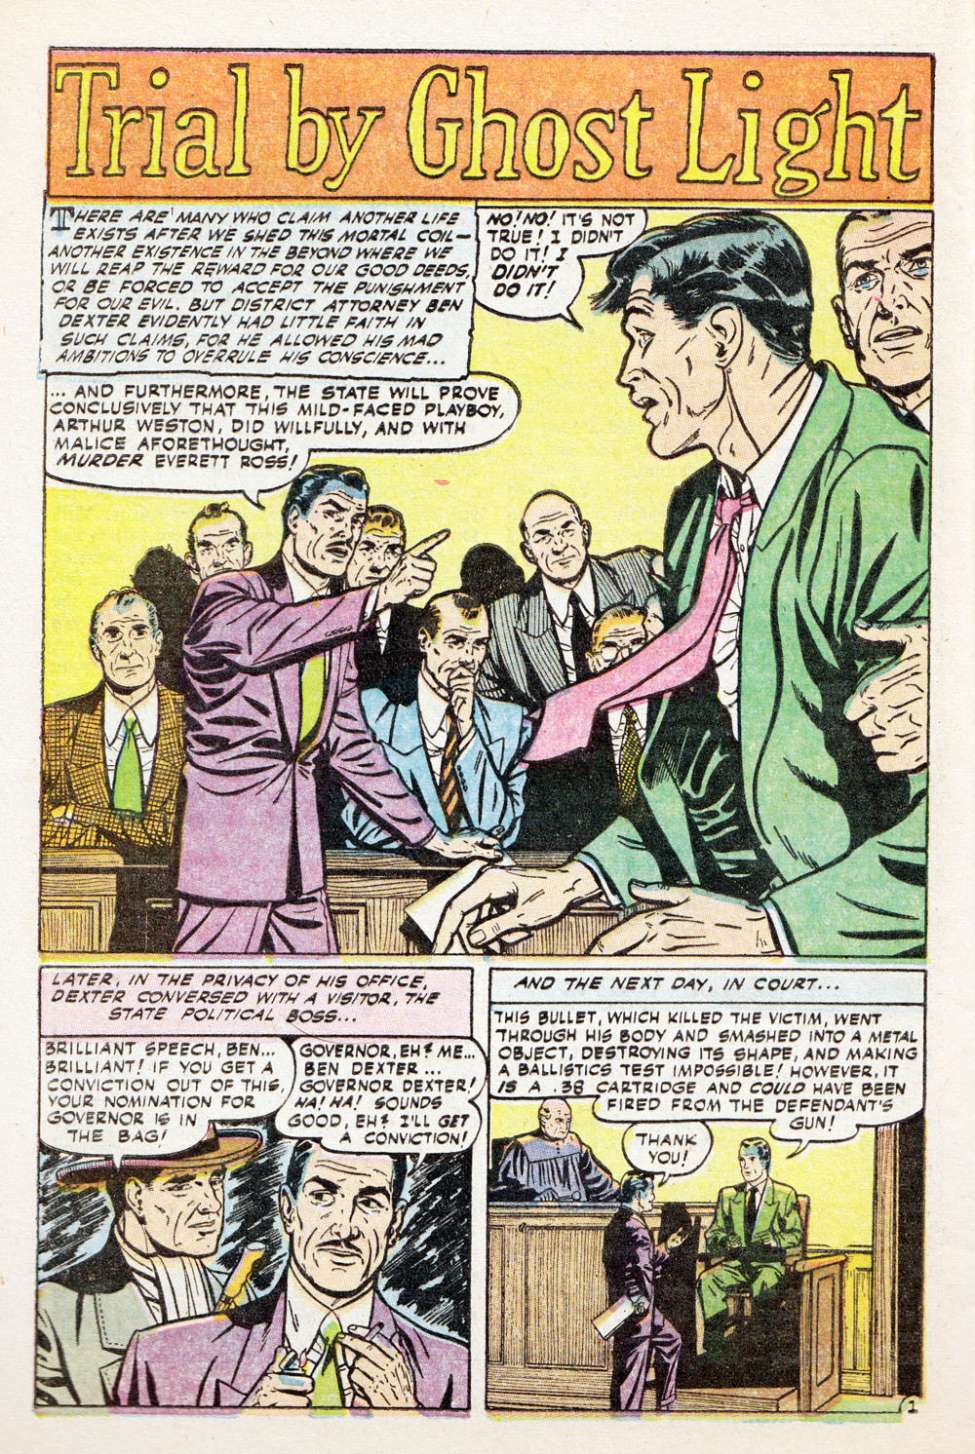 Trial by Ghost Light
THERE ARE MANY WHO CLAIM ANOTHER LIFE
EXISTS AFTER WE SHED THIS MORTAL COIL—
ANOTHER EXISTENCE IN THE BEYOND WHERE WE
WILL REAP THE REWARD FOR OUR GOOD DEEDS,
OR BE FORCED TO ACCEPT THE PUNISHMENT
FOR OUR EVIL. BUT DISTRICT ATTORNEY BEN
DEXTER EVIDENTLY HAD LITTLE FAITH IN
SUCH CLAIMS, FOR HE ALLOWED HIS MAD
AMBITIONS TO OVERRULE HIS CONSCIENCE...
NO! NO! IT'S NOT
TRUE! I DIDN'T
DO IT! I
DIDN'T
DO IT!
... AND FURTHERMORE, THE STATE WILL PROVE
CONCLUSIVELY THAT THIS MILD-FACED PLAYBOY,
ARTHUR WESTON, DID WILLFULLY, AND WITH
MALICE AFORETHOUGHT,
MURDER EVERETT ROSS!
LATER, IN THE PRIVACY OF HIS OFFICE,
DEXTER CONVERSED WITH A VISITOR, THE
STATE POLITICAL BOSS...
BRILLIANT SPEECH, BEN...
BRILLIANT! IF YOU GET A
CONVICTION OUT OF THIS,
YOUR NOMINATION FOR
GOVERNOR IS IN
THE BAG!
GOVERNOR, EH? ME...
BEN DEXTER...
GOVERNOR DEXTER!
HA! HA! SOUNDS
GOOD, EH? I'LL GET
A CONVICTION!
AND THE NEXT DAY, IN COURT...
THIS BULLET, WHICH KILLED THE VICTIM, WENT
THROUGH HIS BODY AND SMASHED INTO A METAL
OBJECT, DESTROYING ITS SHAPE, AND MAKING
A BALLISTICS TEST IMPOSSIBLE! HOWEVER, IT
IS A .38 CARTRIDGE AND COULD HAVE BEEN
FIRED FROM THE DEFENDANT'S
GUN!
THANK
YOU!
1